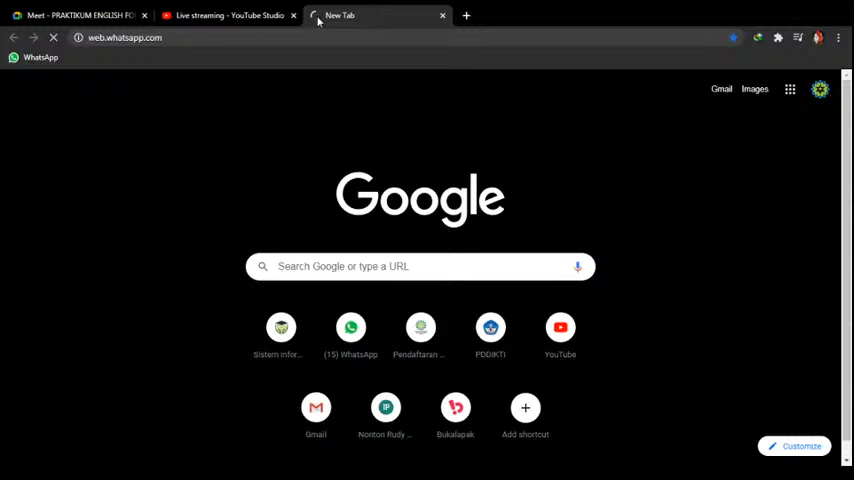 Meet - PRAKTIKUM ENGLISH FO
Live streaming - YouTube Studio
New Tab
web.whatsapp.com
WhatsApp
Gmail
Images
Google
Search Google or type a URL
Sistem infor...
(15) WhatsApp
Pendaftaran ...
PDDIKTI
YouTube
Gmail
Nonton Rudy ...
Bukalapak
Add shortcut
Customize